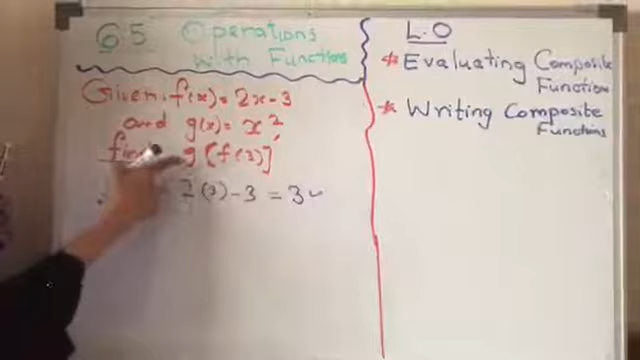 6.5 Operations
with Functions
Given: f(x) = 2x - 3
and g(x) = x²
find g[f(3)]
2(3) - 3 = 3
L.O
* Evaluating Composite
Function
* Writing Composite
Functions